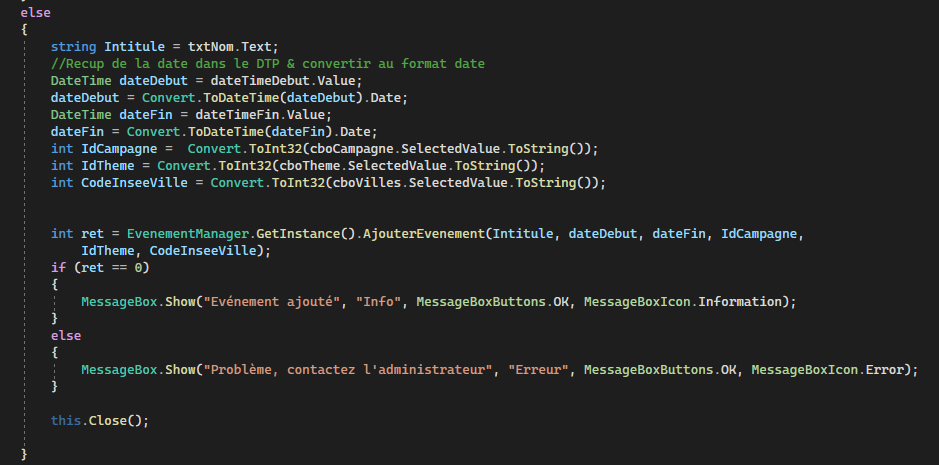 else
{
string Intitule = txtNom.Text;
//Recup de la date dans le DTP & convertir au format date
DateTime dateDebut = dateTimeDebut.Value;
dateDebut = Convert.ToDateTime(dateDebut).Date;
DateTime dateFin = dateTimeFin.Value;
dateFin = Convert.ToDateTime(dateFin).Date;
int IdCampagne =  Convert.ToInt32(cboCampagne.SelectedValue.ToString());
int IdTheme = Convert.ToInt32(cboTheme.SelectedValue.ToString());
int CodeInseeVille = Convert.ToInt32(cboVilles.SelectedValue.ToString());
int ret = EvenementManager.GetInstance().AjouterEvenement(Intitule, dateDebut, dateFin, IdCampagne,
IdTheme, CodeInseeVille);
if (ret == 0)
{
MessageBox.Show("Evénement ajouté", "Info", MessageBoxButtons.OK, MessageBoxIcon.Information);
}
else
{
MessageBox.Show("Problème, contactez l'administrateur", "Erreur", MessageBoxButtons.OK, MessageBoxIcon.Error);
}
this.Close();
}